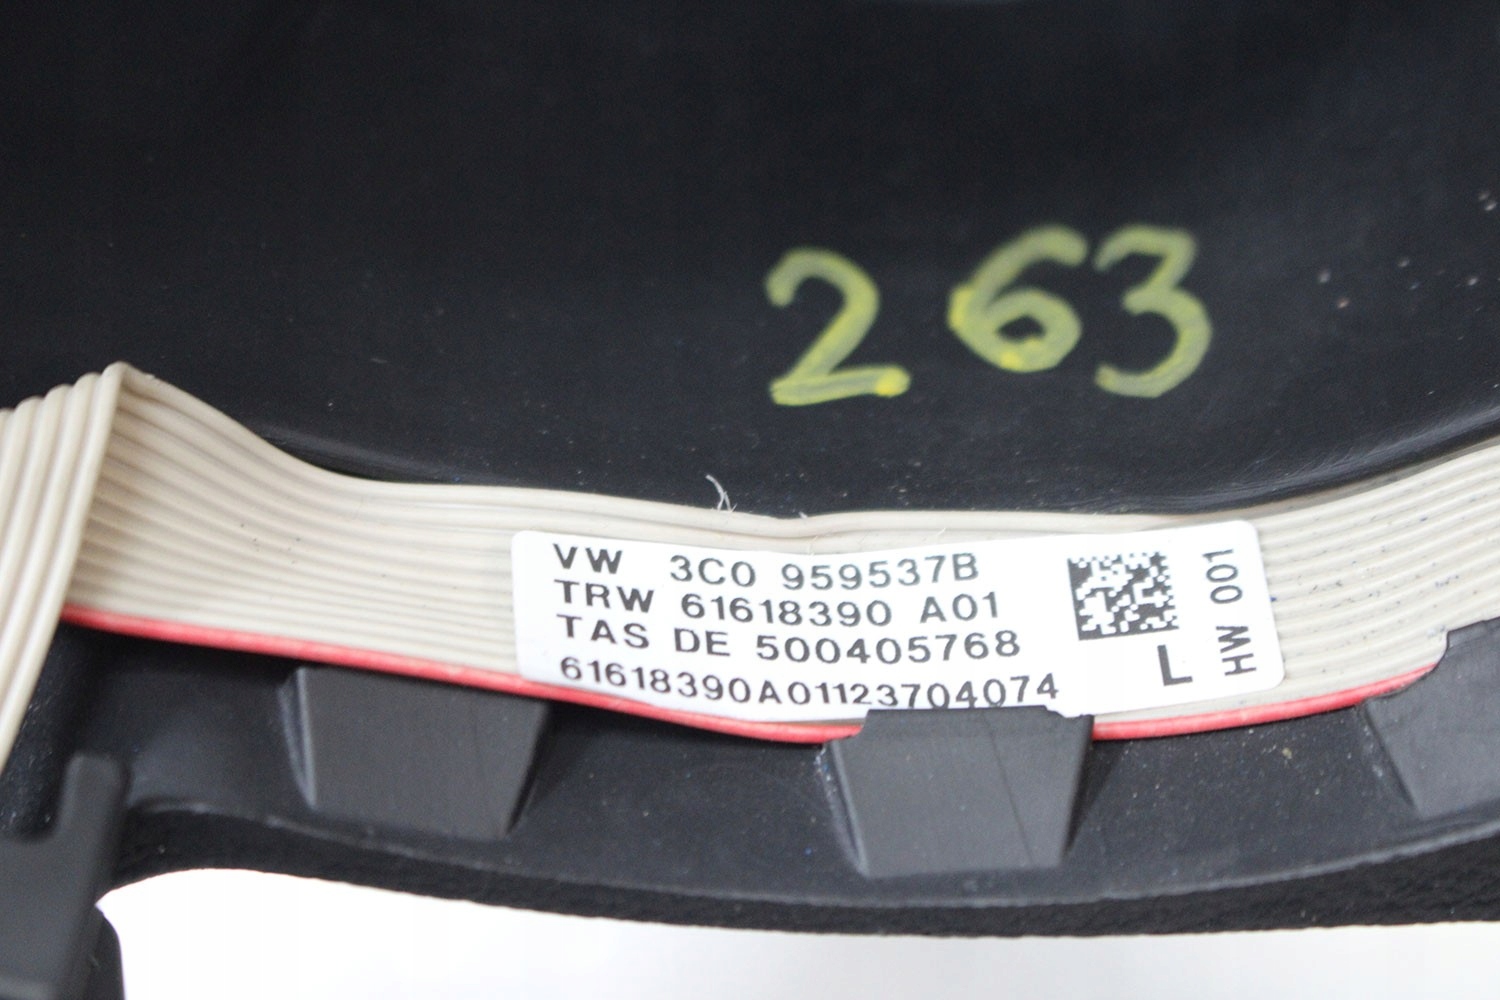 263
VW 3C0 959537B
TRW 61618390 A01
TAS DE 500405768
61618390A01123704074
L
HW 001